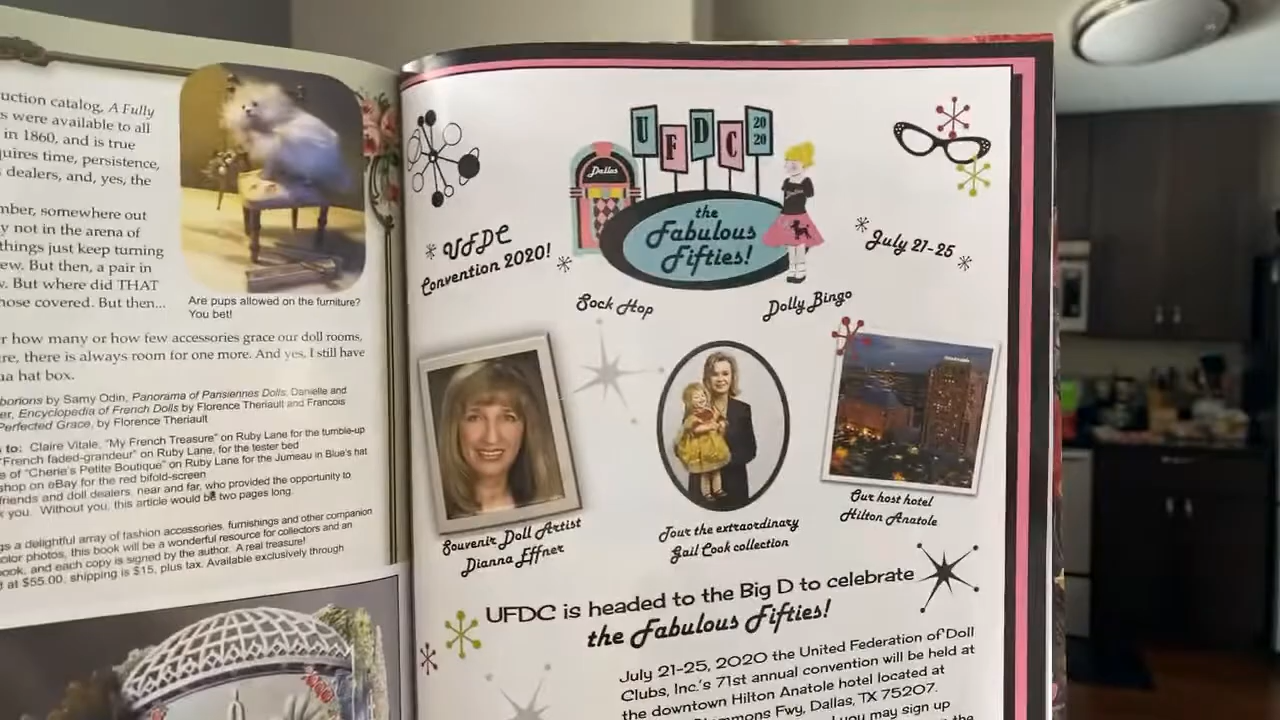 uction catalog, A Fully
s were available to all
in 1860, and is true
quires time, persistence,
dealers, and, yes, the
mber, somewhere out
y not in the arena of
things just keep turning
ew. But then, a pair in
v. But where did THAT
hose covered. But then...
Are pups allowed on the furniture?
You bet!
r how many or how few accessories grace our doll rooms,
re, there is always room for one more. And yes, I still have
ua hat box.
borions by Samy Odin, Panorama of Parisiennes Dolls, Danielle and
er, Encyclopedia of French Dolls by Florence Theriault and Francois
Perfected Grace, by Florence Theriault
to: Claire Vitale, "My French Treasure" on Ruby Lane for the tumble-up
"French faded-grandeur" on Ruby Lane, for the tester bed
e of "Cherie's Petite Boutique" on Ruby Lane for the Jumeau in Blue's hat
shop on eBay for the red bifold-screen
friends and doll dealers, near and far, who provided the opportunity to
k you. Without you, this article would be two pages long.
gs a delightful array of fashion accessories, furnishings and other companion
color photos, this book will be a wonderful resource for collectors and an
book, and each copy is signed by the author. A real treasure!
d at $55.00, shipping is $15, plus tax. Available exclusively through
UFDC 2020
Dallas
the
Fabulous
Fifties!
* UFDC
Convention 2020! *
* July 21-25 *
Sock Hop
Dolly Bingo
Souvenir Doll Artist
Dianna Effner
Tour the extraordinary
Gail Cook collection
Our host hotel
Hilton Anatole
UFDC is headed to the Big D to celebrate
the Fabulous Fifties!
July 21-25, 2020 the United Federation of Doll
Clubs, Inc.'s 71st annual convention will be held at
the downtown Hilton Anatole hotel located at
mmons Fwy, Dallas, TX 75207.
you may sign up
the